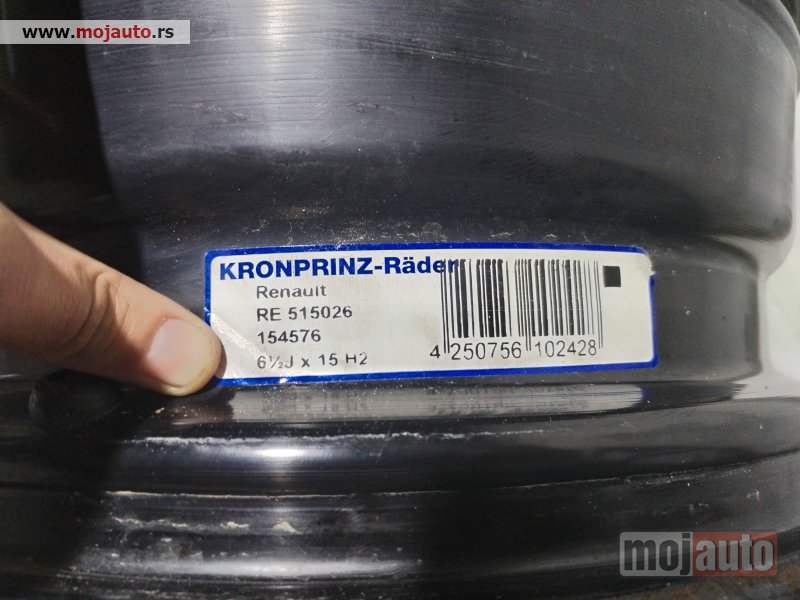 www.mojauto.rs
KRONPRINZ-Räder
Renault
RE 515026
154576
6½J x 15 H2
4 250756 102428
mojauto